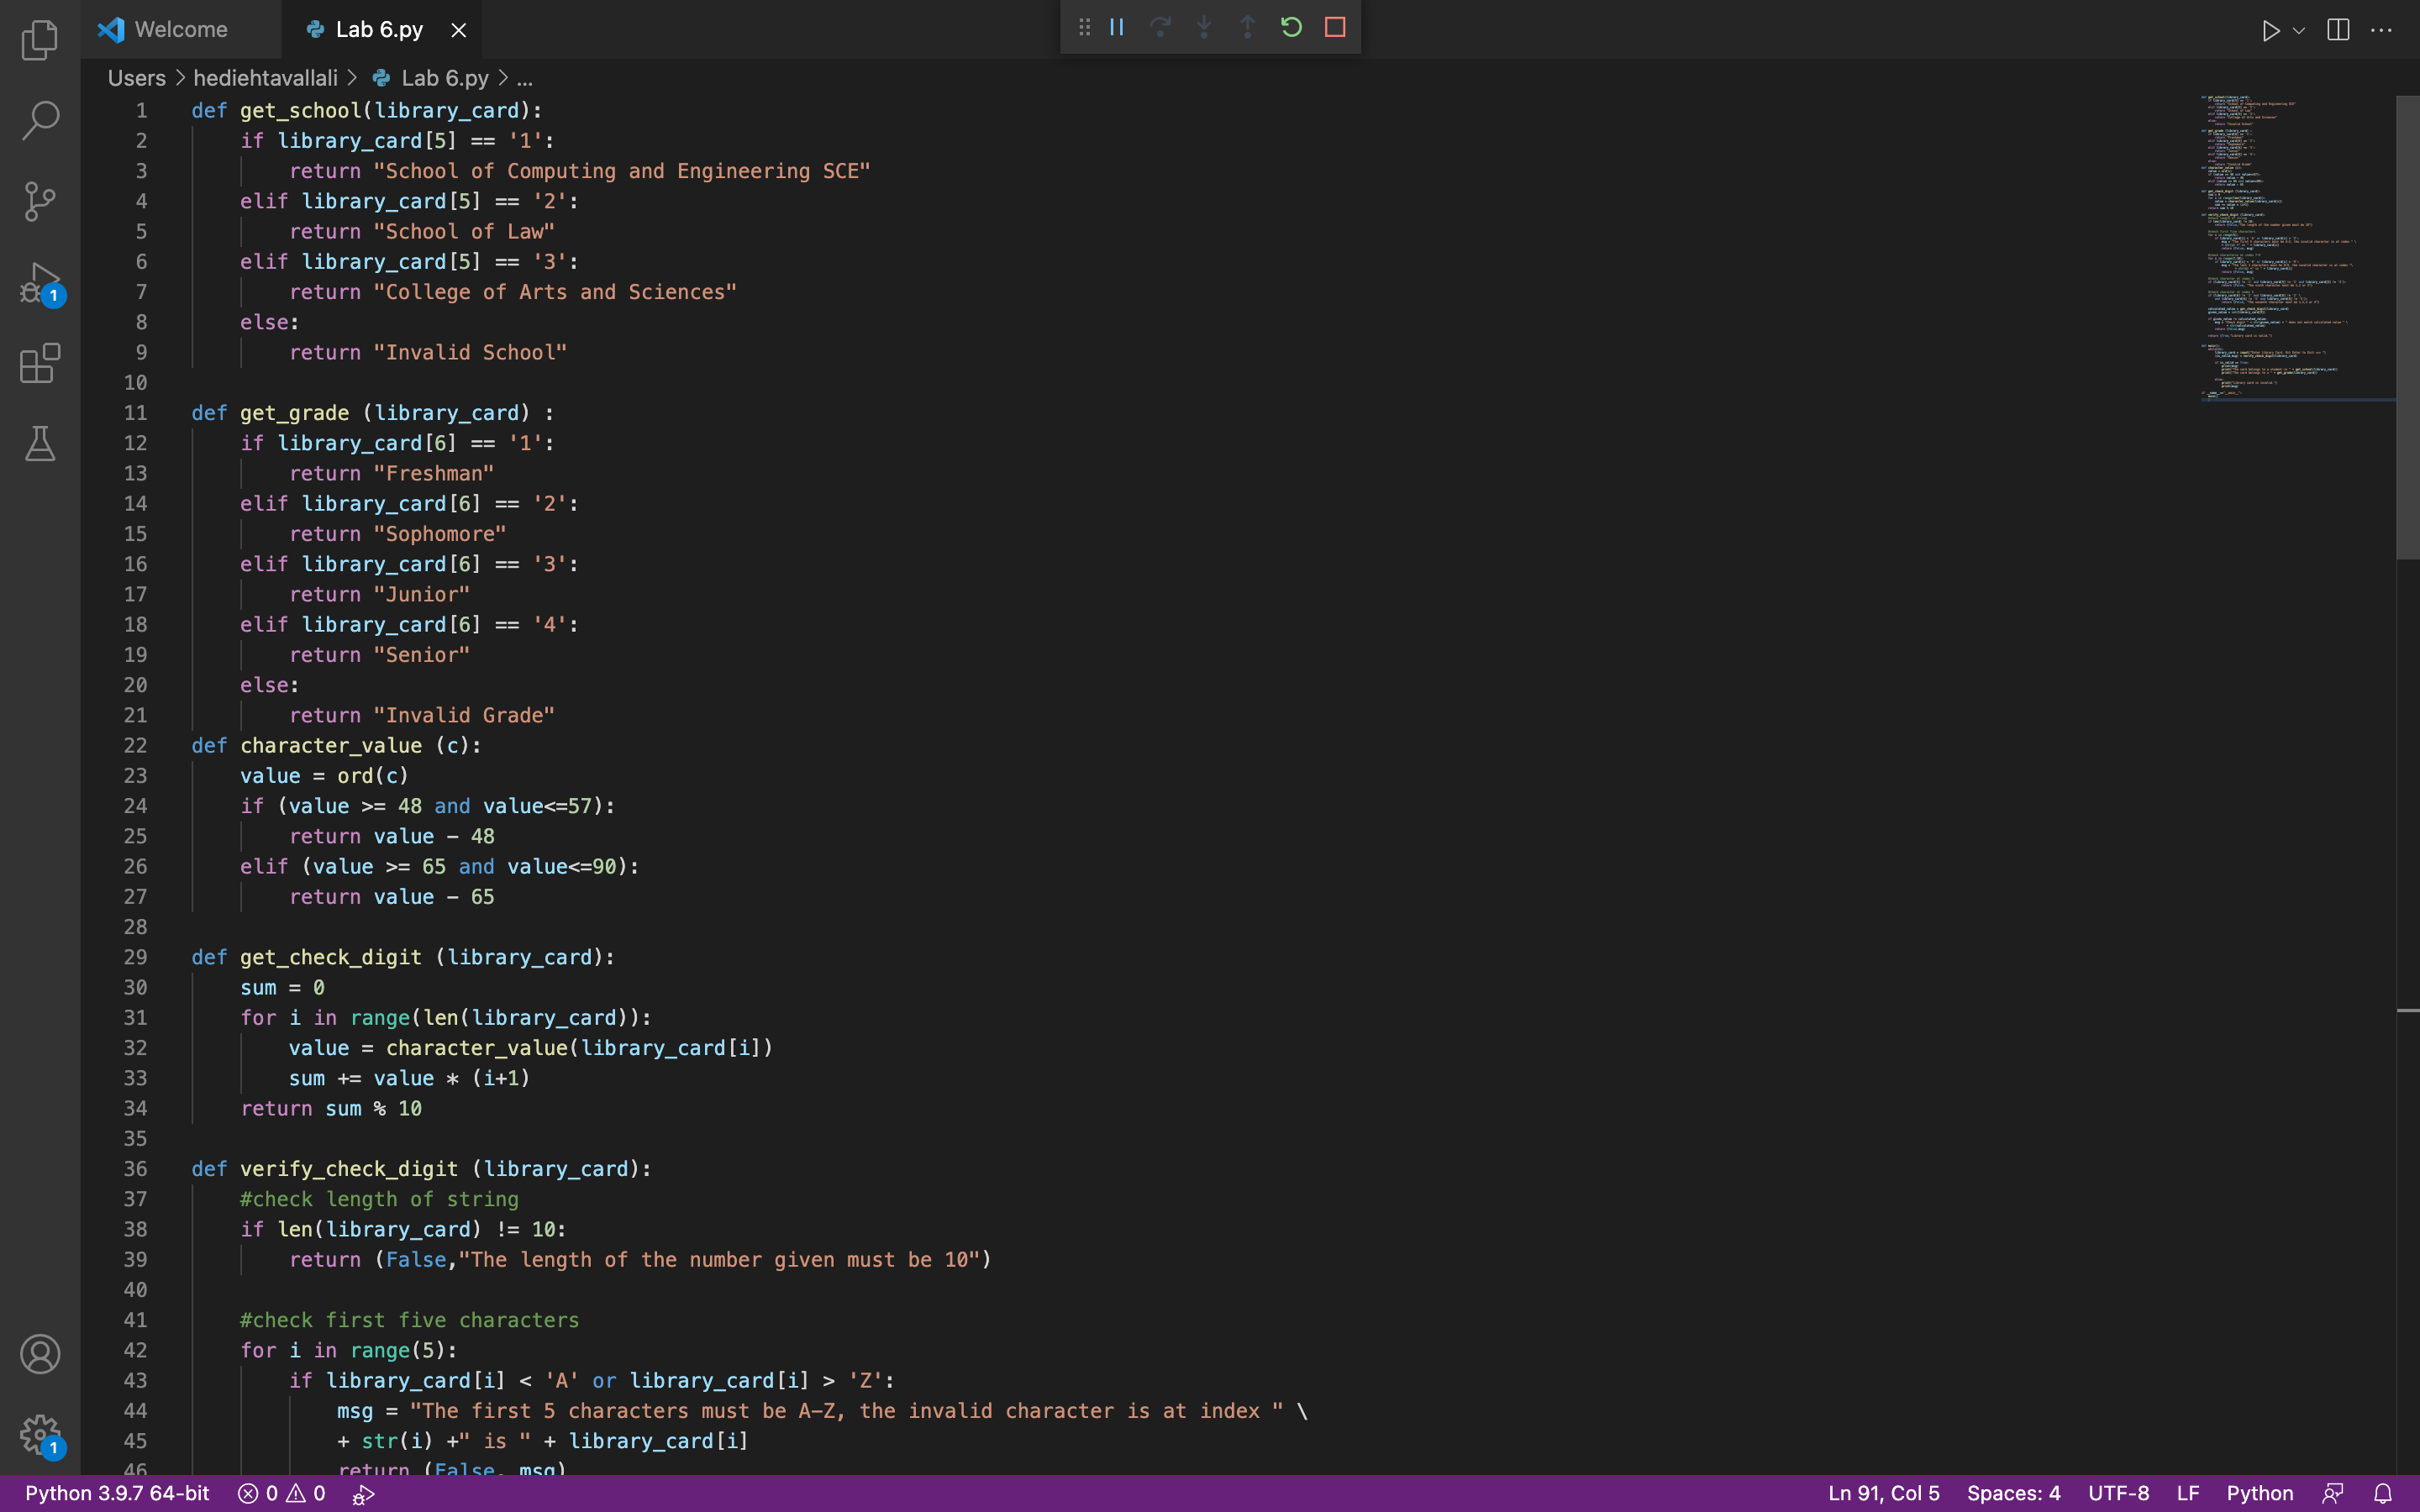 Welcome
Lab 6.py
Users > hediehtavallali > Lab 6.py > ...
1 def get_school(library_card):
2     if library_card[5] == '1':
3         return "School of Computing and Engineering SCE"
4     elif library_card[5] == '2':
5         return "School of Law"
6     elif library_card[5] == '3':
7         return "College of Arts and Sciences"
8     else:
9         return "Invalid School"
10
11 def get_grade (library_card) :
12     if library_card[6] == '1':
13         return "Freshman"
14     elif library_card[6] == '2':
15         return "Sophomore"
16     elif library_card[6] == '3':
17         return "Junior"
18     elif library_card[6] == '4':
19         return "Senior"
20     else:
21         return "Invalid Grade"
22 def character_value (c):
23     value = ord(c)
24     if (value >= 48 and value<=57):
25         return value - 48
26     elif (value >= 65 and value<=90):
27         return value - 65
28
29 def get_check_digit (library_card):
30     sum = 0
31     for i in range(len(library_card)):
32         value = character_value(library_card[i])
33         sum += value * (i+1)
34     return sum % 10
35
36 def verify_check_digit (library_card):
37     #check length of string
38     if len(library_card) != 10:
39         return (False,"The length of the number given must be 10")
40
41     #check first five characters
42     for i in range(5):
43         if library_card[i] < 'A' or library_card[i] > 'Z':
44             msg = "The first 5 characters must be A-Z, the invalid character is at index " \
45             + str(i) +" is " + library_card[i]
46             return (False, msg)
1
1
Python 3.9.7 64-bit 0 0 Ln 91, Col 5 Spaces: 4 UTF-8 LF Python